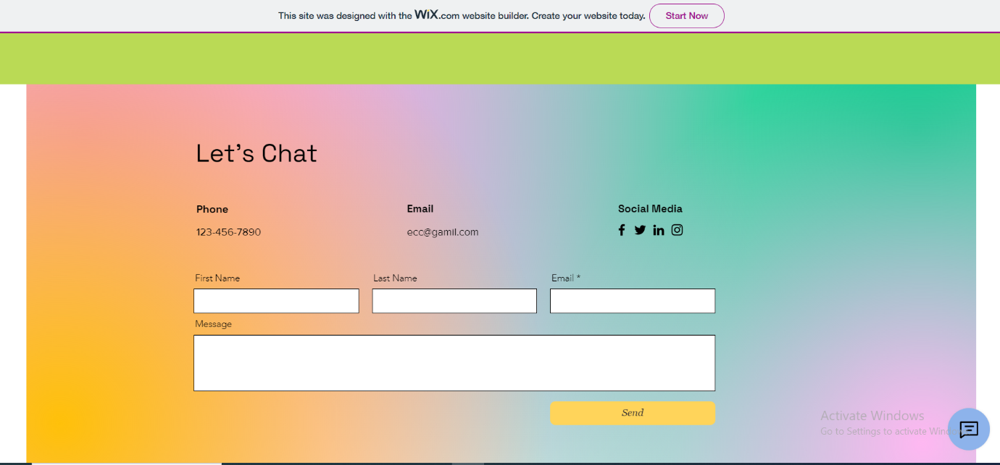 This site was designed with the WiX.com website builder. Create your website today. Start Now
Let's Chat
Phone Email Social Media
123-456-7890 ecc@gamil.com
First Name Last Name Email *
Message
Send
Activate Windows
Go to Settings to activate